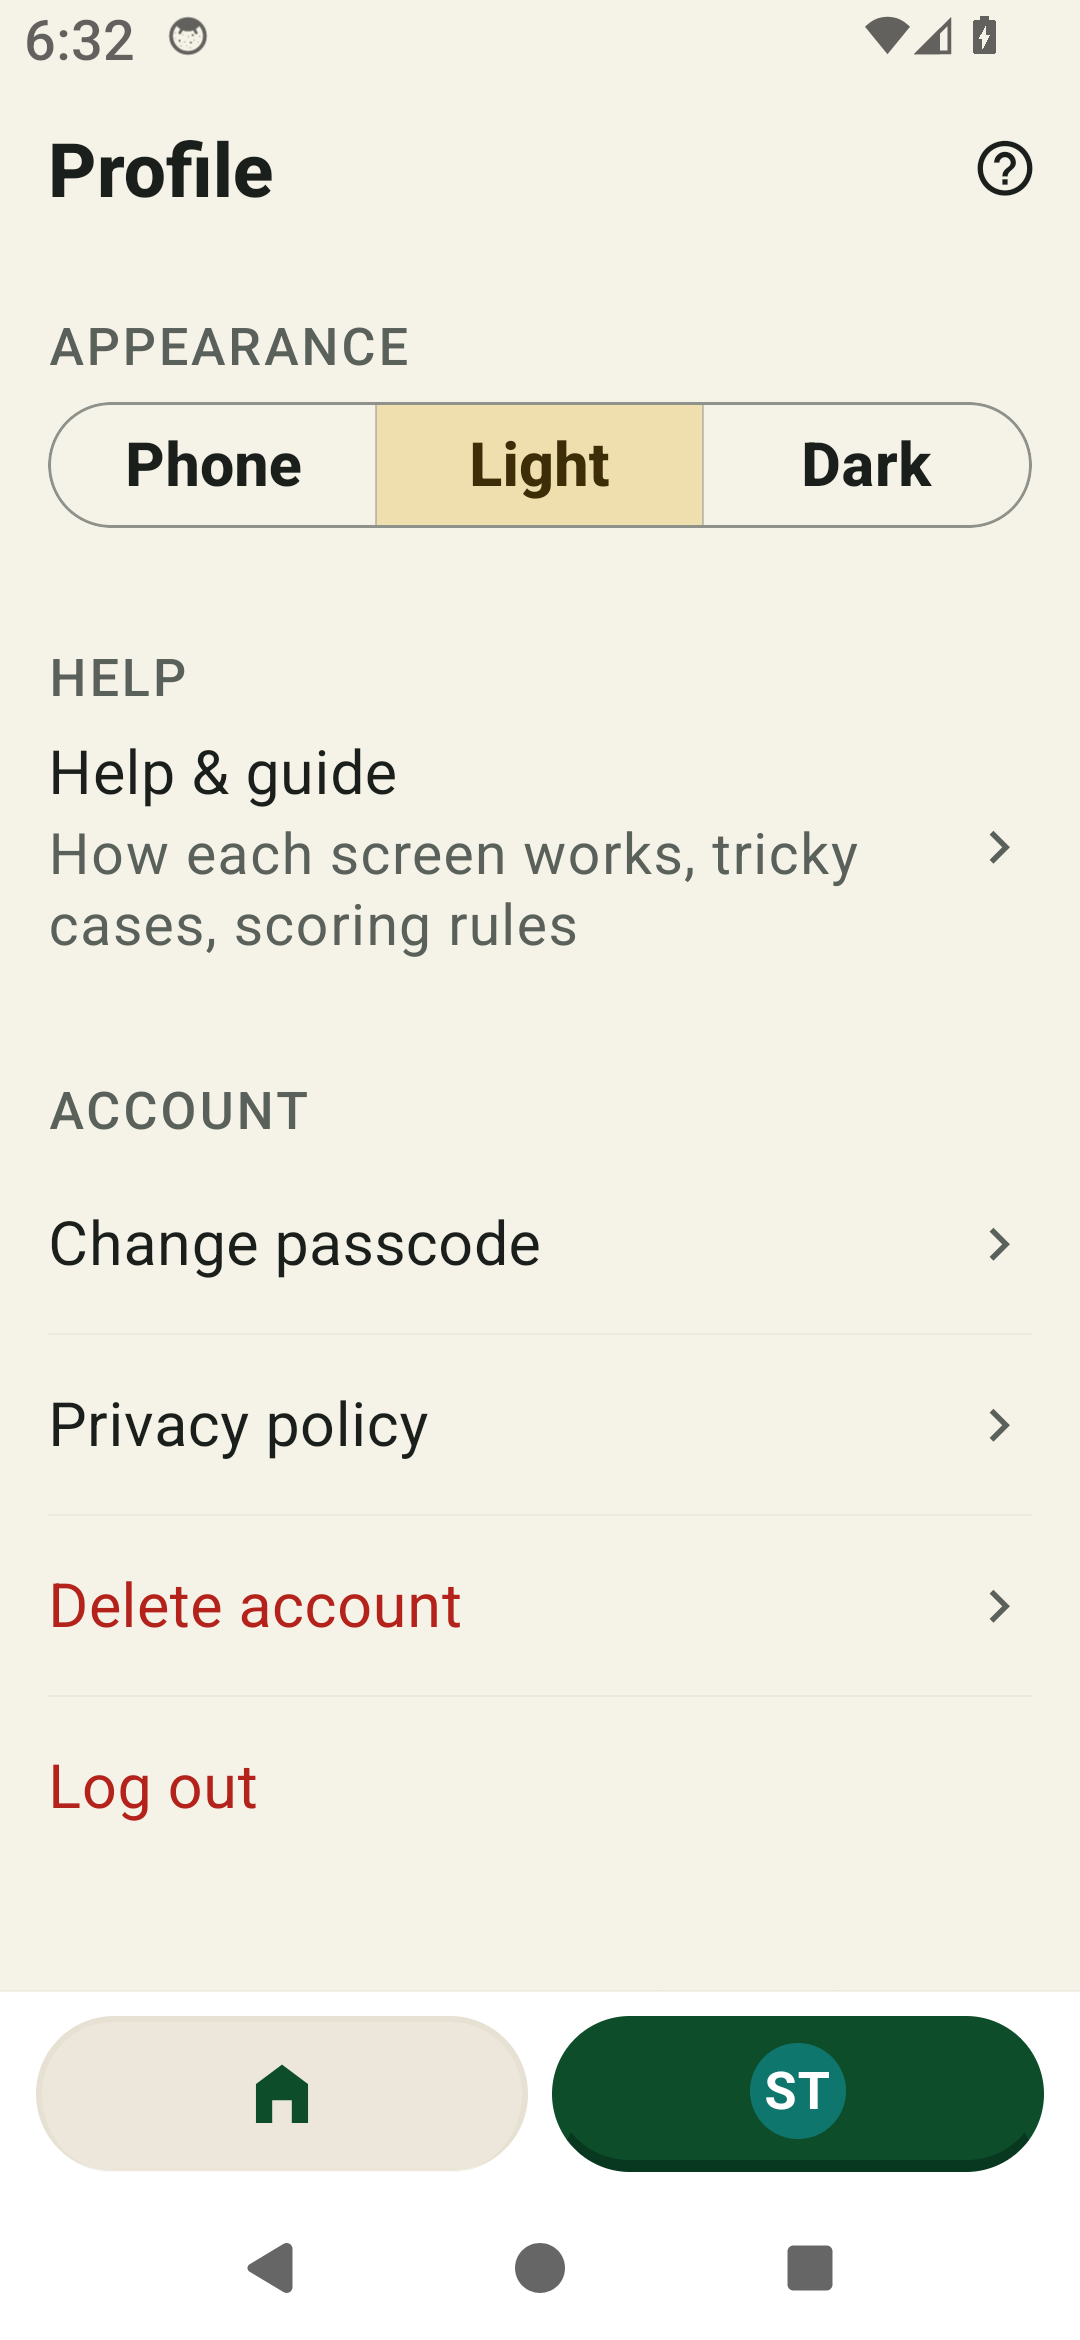 6:32
Profile
APPEARANCE
Phone Light Dark
HELP
Help & guide
How each screen works, tricky
cases, scoring rules
ACCOUNT
Change passcode
Privacy policy
Delete account
Log out
ST